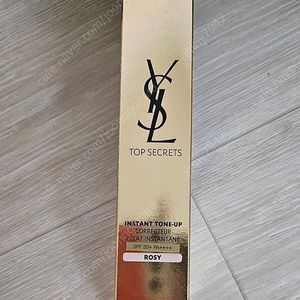 YSL
TOP SECRETS
INSTANT TONE-UP
CORRECTEUR
ÉCLAT INSTANTANÉ
SPF 50+ PA++++
ROSY